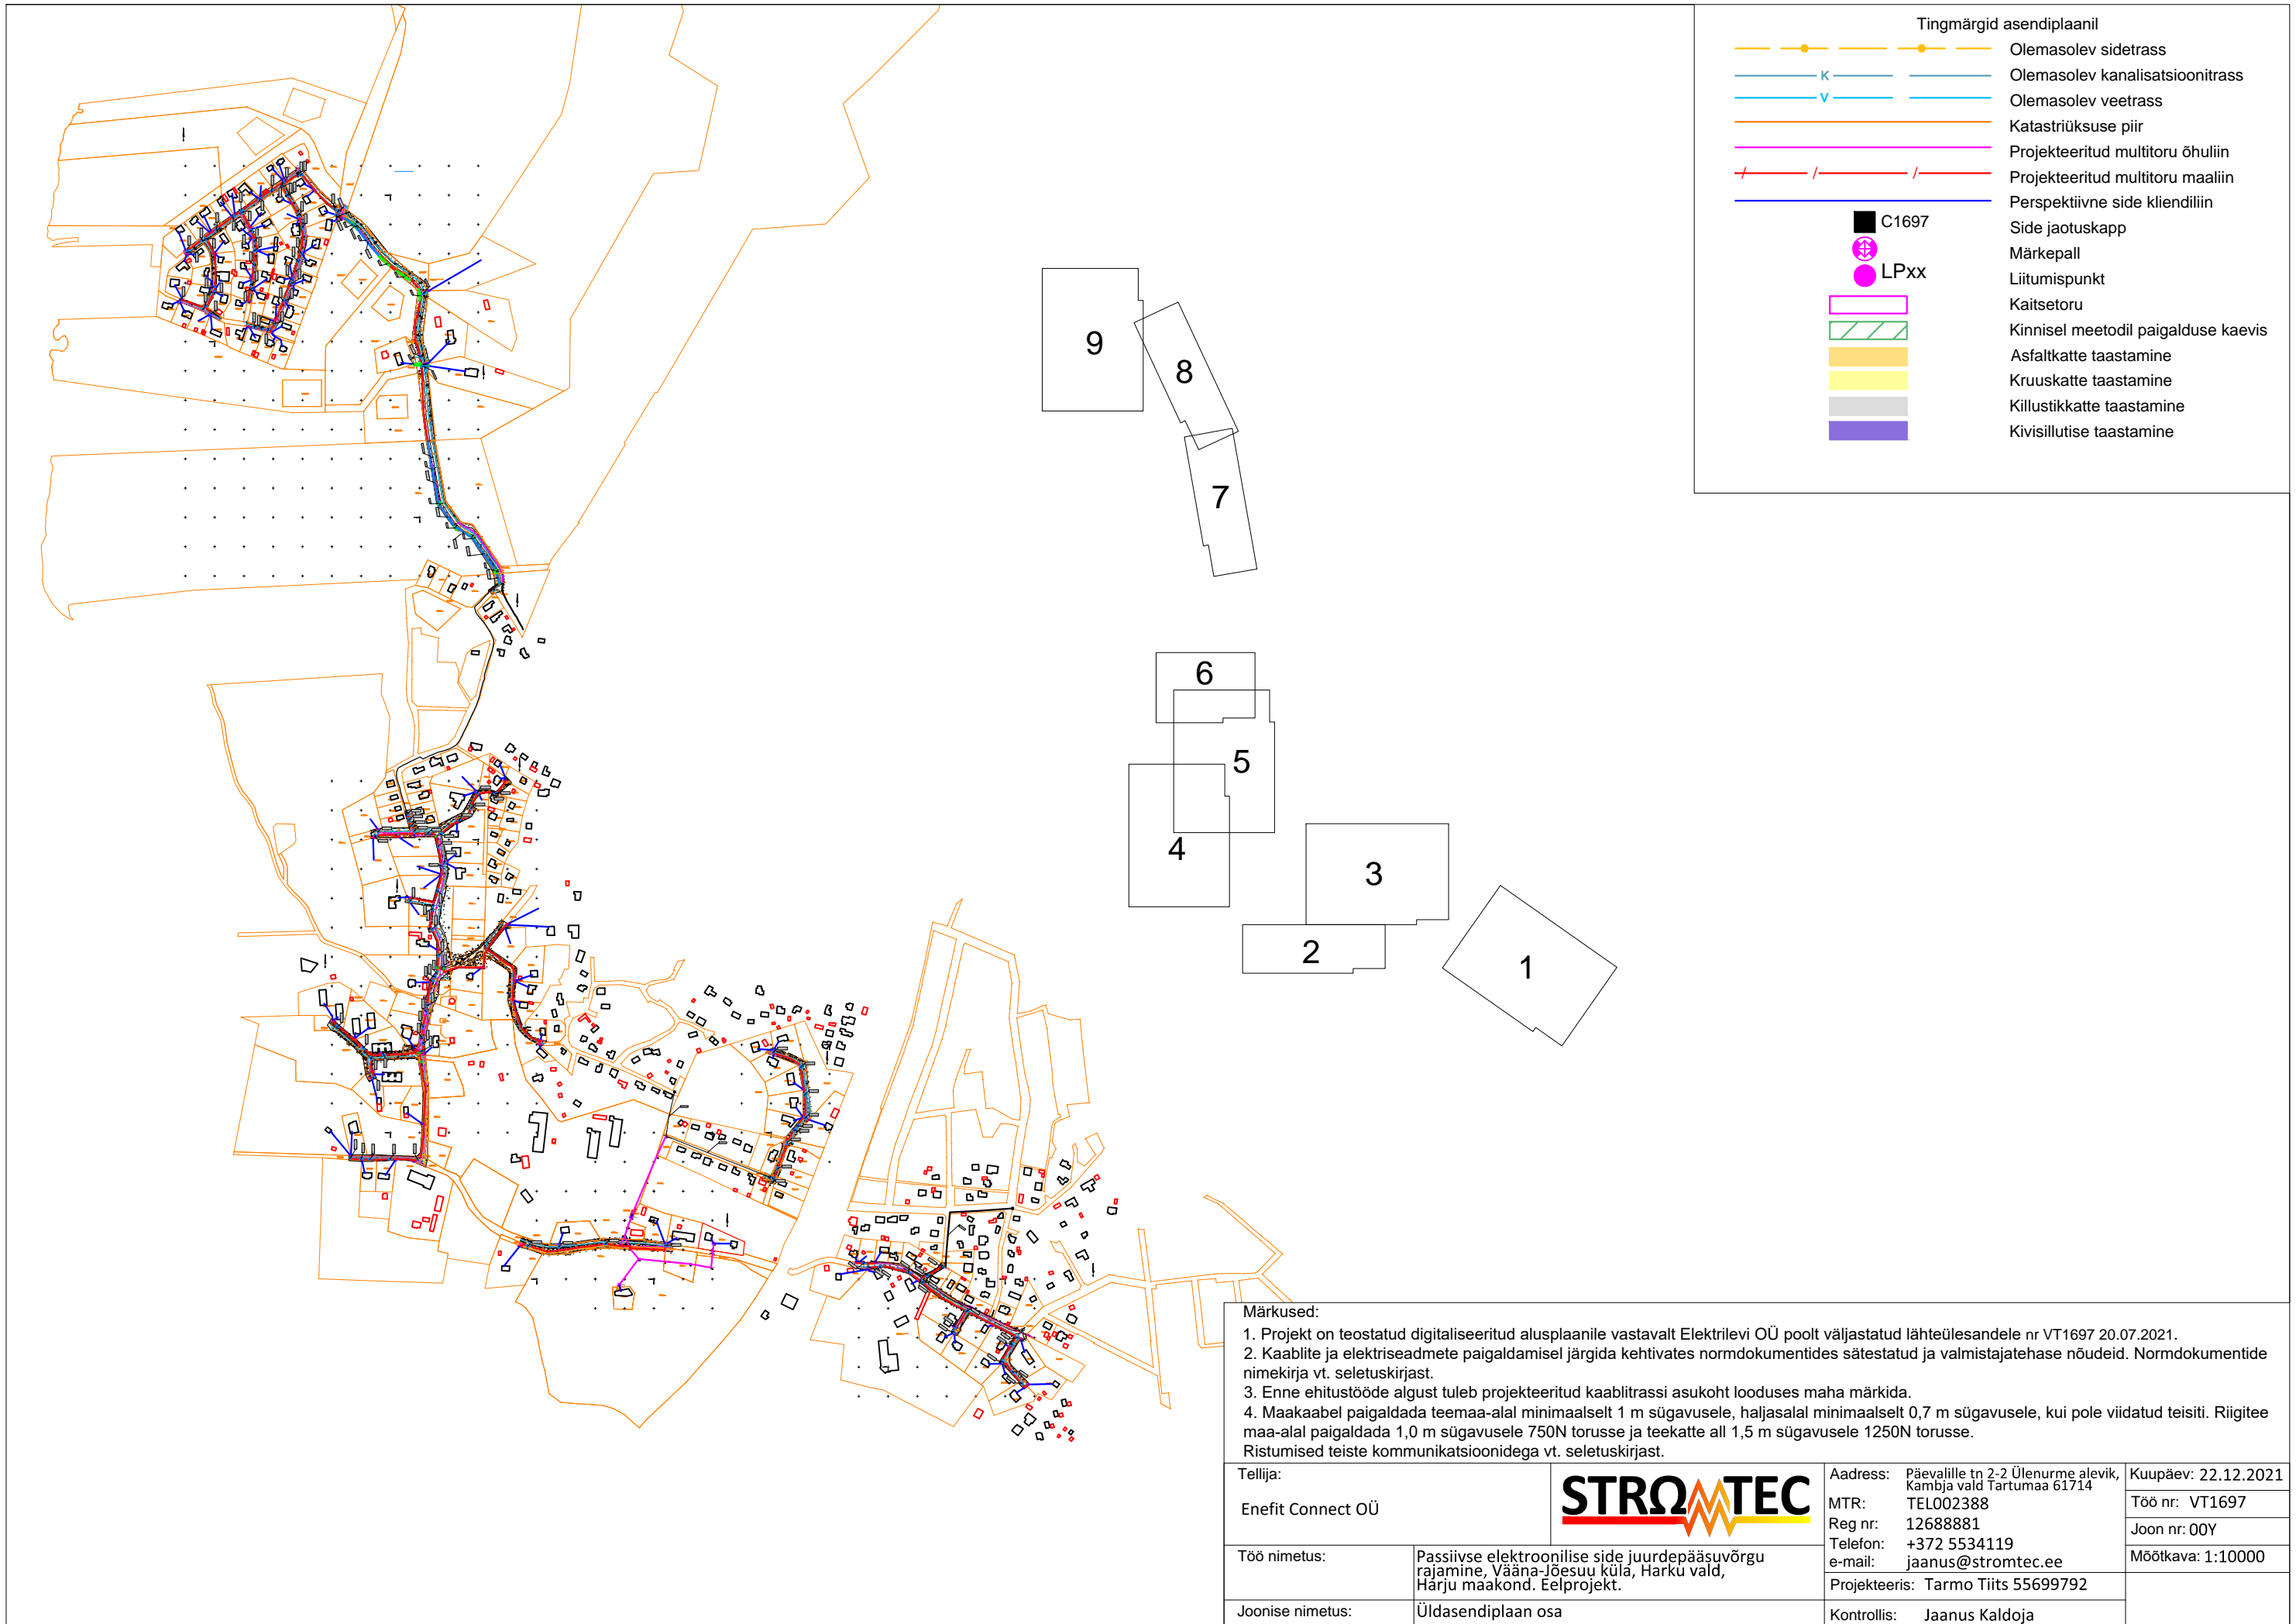 Tingmärgid asendiplaanil
Olemasolev sidetrass
K
Olemasolev kanalisatsioonitrass
V
Olemasolev veetrass
Katastriüksuse piir
Projekteeritud multitoru õhuliin
Projekteeritud multitoru maaliin
Perspektiivne side kliendiliin
C1697
Side jaotuskapp
Märkepall
LPxx
Liitumispunkt
Kaitsetoru
Kinnisel meetodil paigalduse kaevis
Asfaltkatte taastamine
Kruuskatte taastamine
Killustikkatte taastamine
Kivisillutise taastamine
9
8
7
6
5
4
3
2
1
Märkused:
1. Projekt on teostatud digitaliseeritud alusplaanile vastavalt Elektrilevi OÜ poolt väljastatud lähteülesandele nr VT1697 20.07.2021.
2. Kaablite ja elektriseadmete paigaldamisel järgida kehtivates normdokumentides sätestatud ja valmistajatehase nõudeid. Normdokumentide
nimekirja vt. seletuskirjast.
3. Enne ehitustööde algust tuleb projekteeritud kaablitrassi asukoht looduses maha märkida.
4. Maakaabel paigaldada teemaa-alal minimaalselt 1 m sügavusele, haljasalal minimaalselt 0,7 m sügavusele, kui pole viidatud teisiti. Riigitee
maa-alal paigaldada 1,0 m sügavusele 750N torusse ja teekatte all 1,5 m sügavusele 1250N torusse.
Ristumised teiste kommunikatsioonidega vt. seletuskirjast.
Tellija:
Enefit Connect OÜ
STRΩMTEC
Aadress: Päevalille tn 2-2 Ülenurme alevik,
Kambja vald Tartumaa 61714
MTR: TEL002388
Reg nr: 12688881
Telefon: +372 5534119
e-mail: jaanus@stromtec.ee
Kuupäev: 22.12.2021
Töö nr: VT1697
Joon nr: 00Y
Mõõtkava: 1:10000
Töö nimetus:
Passiivse elektroonilise side juurdepääsuvõrgu
rajamine, Vääna-Jõesuu küla, Harku vald,
Harju maakond. Eelprojekt.
Projekteeris: Tarmo Tiits 55699792
Joonise nimetus:
Üldasendiplaan osa
Kontrollis: Jaanus Kaldoja